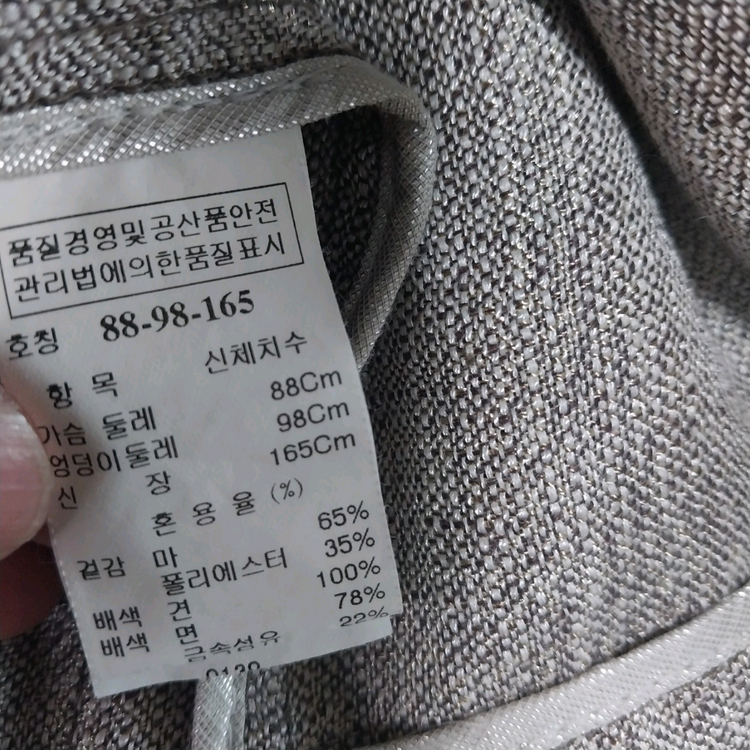 품질경영및공산품안전
관리법에의한품질표시
호칭 88-98-165
항 목 신체치수
가슴 둘레 88Cm
엉덩이둘레 98Cm
신 장 165Cm
혼 용 율 (%)
겉감 마 65%
폴리에스터 35%
배색 견 100%
배색 면 78%
금속섬유 22%